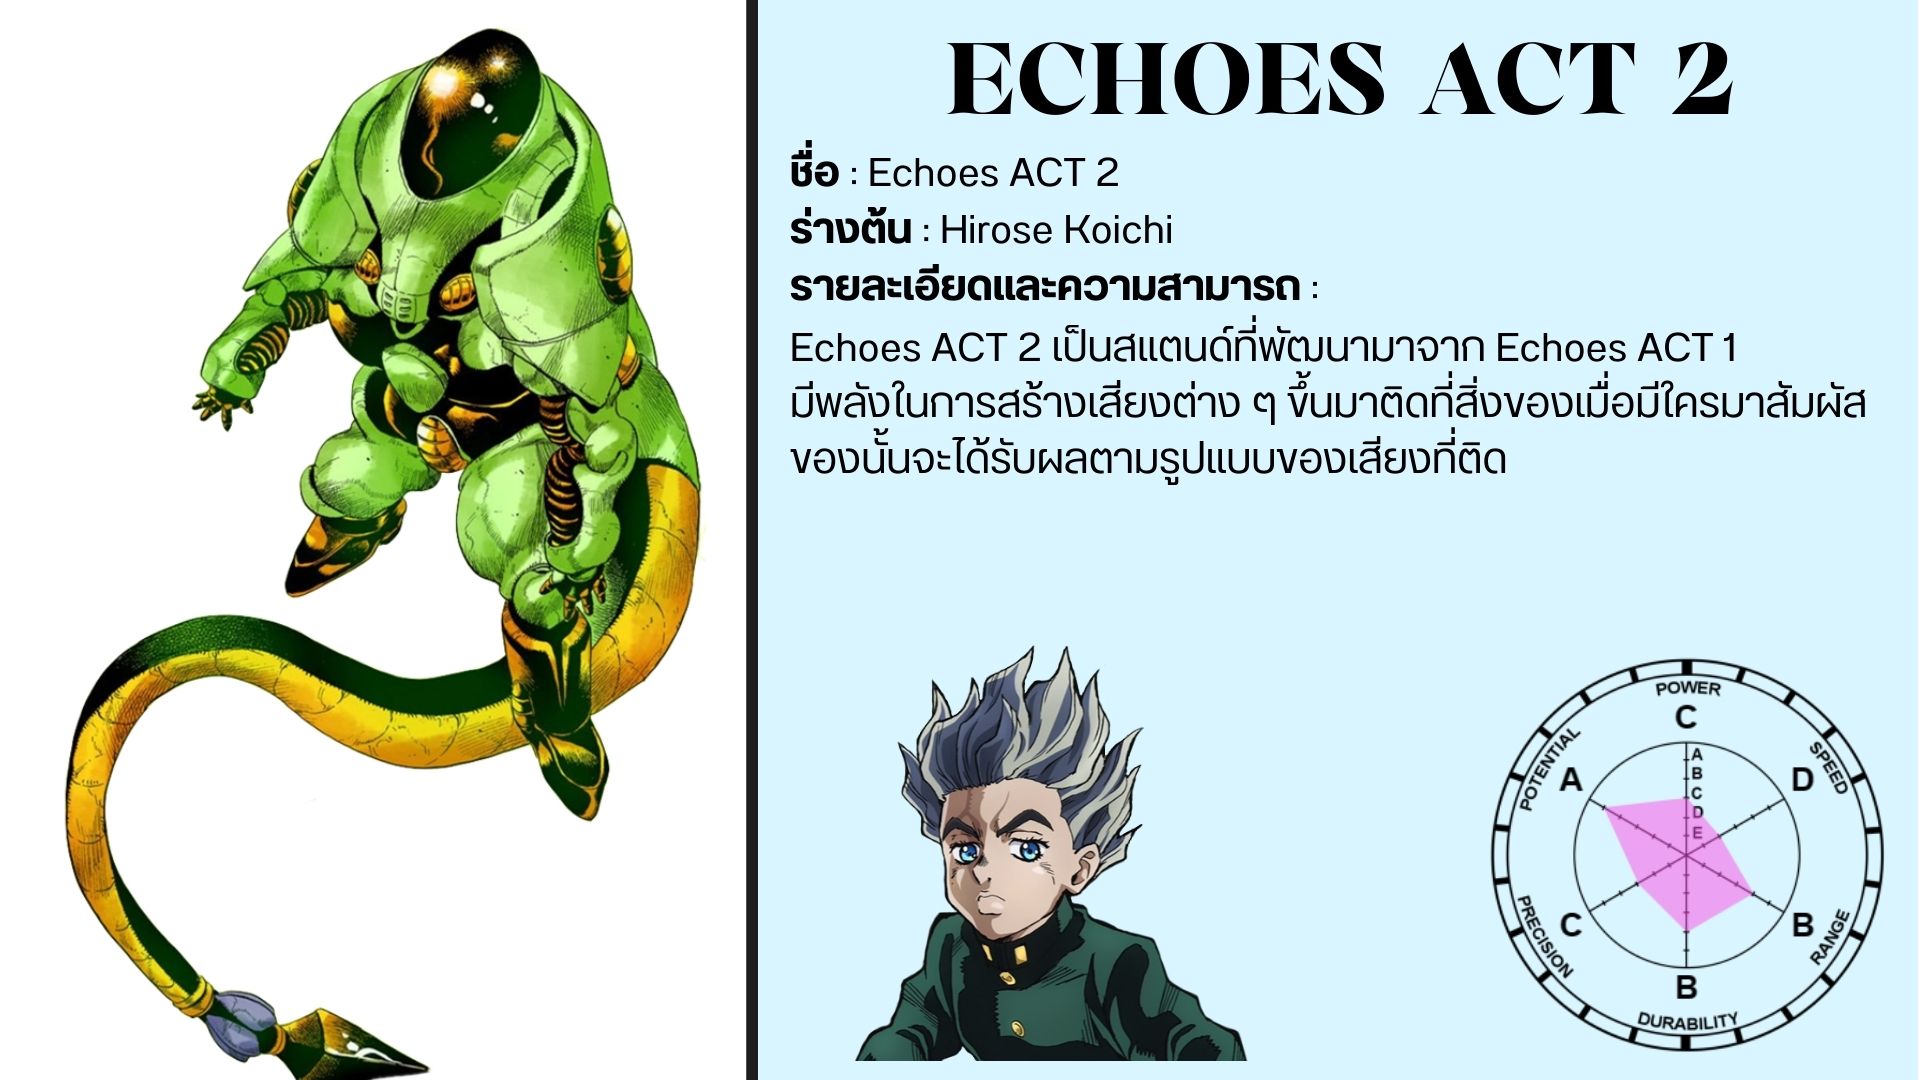 ECHOES ACT 2
ชื่อ : Echoes ACT 2
ร่างต้น : Hirose Koichi
รายละเอียดและความสามารถ :
Echoes ACT 2 เป็นสแตนด์ที่พัฒนามาจาก Echoes ACT 1
มีพลังในการสร้างเสียงต่าง ๆ ขึ้นมาติดที่สิ่งของเมื่อมีใครมาสัมผัส
ของนั้นจะได้รับผลตามรูปแบบของเสียงที่ติด
POWER
C
POTENTIAL
A
SPEED
D
A
B
C
D
E
PRECISION
C
RANGE
B
B
DURABILITY